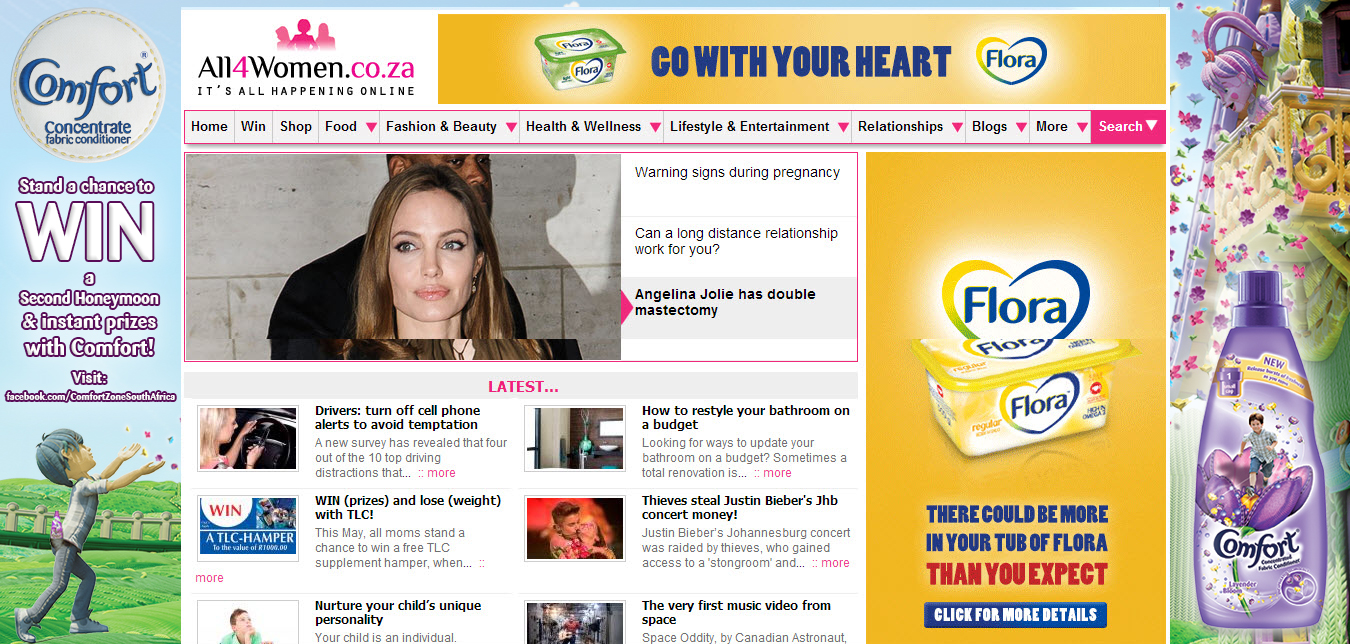 Comfort
Concentrate
fabric conditioner
Stand a chance to
WIN
a
Second Honeymoon
& instant prizes
with Comfort!
Visit:
facebook.com/ComfortZoneSouthAfrica
All4Women.co.za
IT'S ALL HAPPENING ONLINE
Flora
Flora
GO WITH YOUR HEART
Flora
Home Win Shop Food Fashion & Beauty Health & Wellness Lifestyle & Entertainment Relationships Blogs More Search
Warning signs during pregnancy
Can a long distance relationship
work for you?
Angelina Jolie has double
mastectomy
LATEST...
Drivers: turn off cell phone
alerts to avoid temptation
A new survey has revealed that four
out of the 10 top driving
distractions that... :: more
How to restyle your bathroom on
a budget
Looking for ways to update your
bathroom on a budget? Sometimes a
total renovation is... :: more
WIN
A TLC-HAMPER
To the value of R1000.00
WIN (prizes) and lose (weight)
with TLC!
This May, all moms stand a
chance to win a free TLC
supplement hamper, when... ::
more
Thieves steal Justin Bieber's Jhb
concert money!
Justin Bieber's Johannesburg concert
was raided by thieves, who gained
access to a 'stongroom' and... :: more
Nurture your child's unique
personality
Your child is an individual.
The very first music video from
space
Space Oddity, by Canadian Astronaut,
Flora
Flora
Flora
regular
THERE COULD BE MORE
IN YOUR TUB OF FLORA
THAN YOU EXPECT
CLICK FOR MORE DETAILS
NEW
Comfort
Concentrated
Fabric Conditioner
Lavender
Bloom